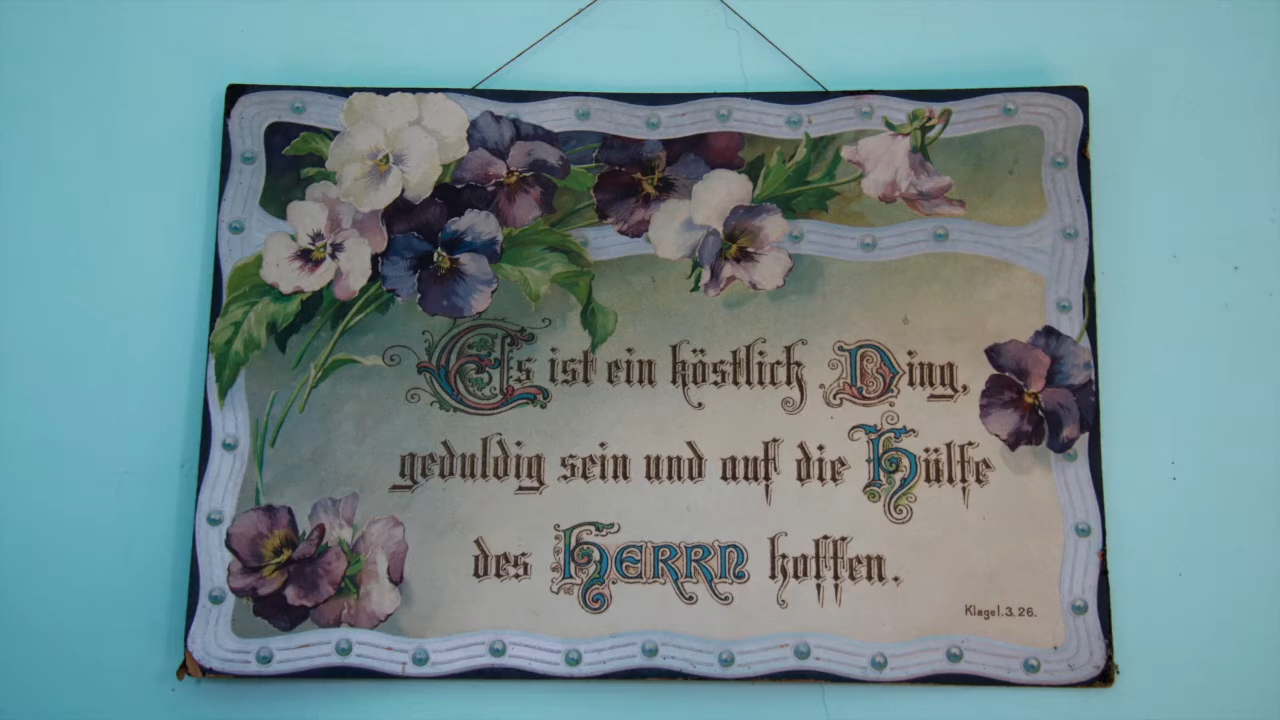 Es ist ein köstlich Ding,
geduldig sein und auf die Hülfe
des HERRN hoffen.
Klagel. 3. 26.